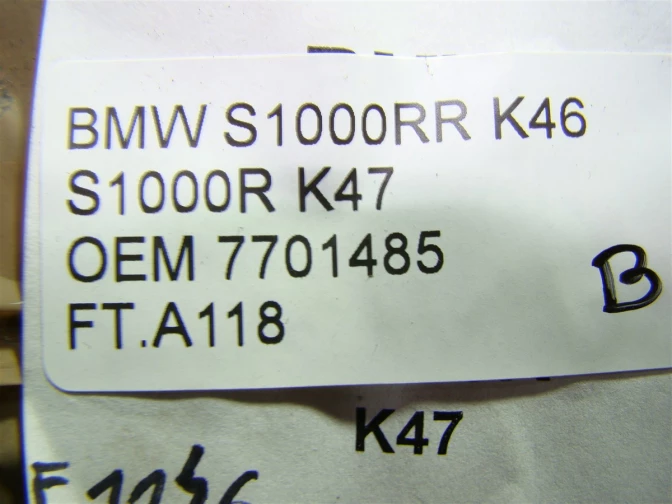 BMW S1000RR K46
S1000R K47
OEM 7701485
B
FT.A118
K47